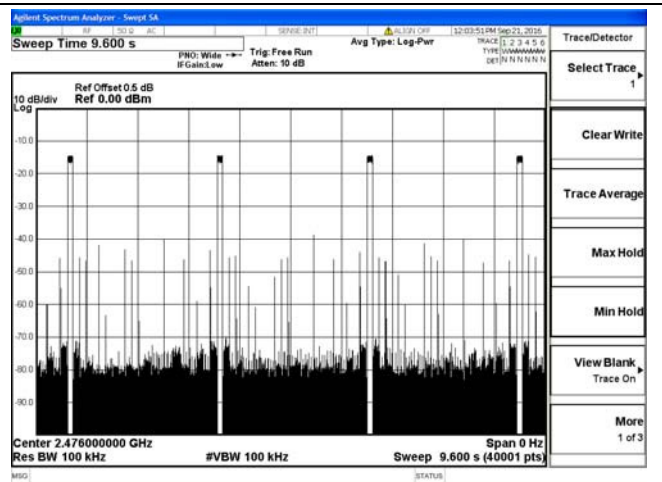 Agilent Spectrum Analyzer - Swept SA
RF 50 Ω AC SENSE:INT ALIGN OFF 12:03:51 PM Sep 21, 2016
Sweep Time 9.600 s
Avg Type: Log-Pwr
TRACE 1 2 3 4 5 6
TYPE
DET N N N N N N
PNO: Wide
IFGain:Low
Trig: Free Run
Atten: 10 dB
Ref Offset 0.5 dB
10 dB/div Ref 0.00 dBm
Log
-10.0
-20.0
-30.0
-40.0
-50.0
-60.0
-70.0
-80.0
-90.0
Center 2.476000000 GHz
Span 0 Hz
Res BW 100 kHz
#VBW 100 kHz
Sweep 9.600 s (40001 pts)
MSG
STATUS
Trace/Detector
Select Trace
1
Clear Write
Trace Average
Max Hold
Min Hold
View Blank
Trace On
More
1 of 3